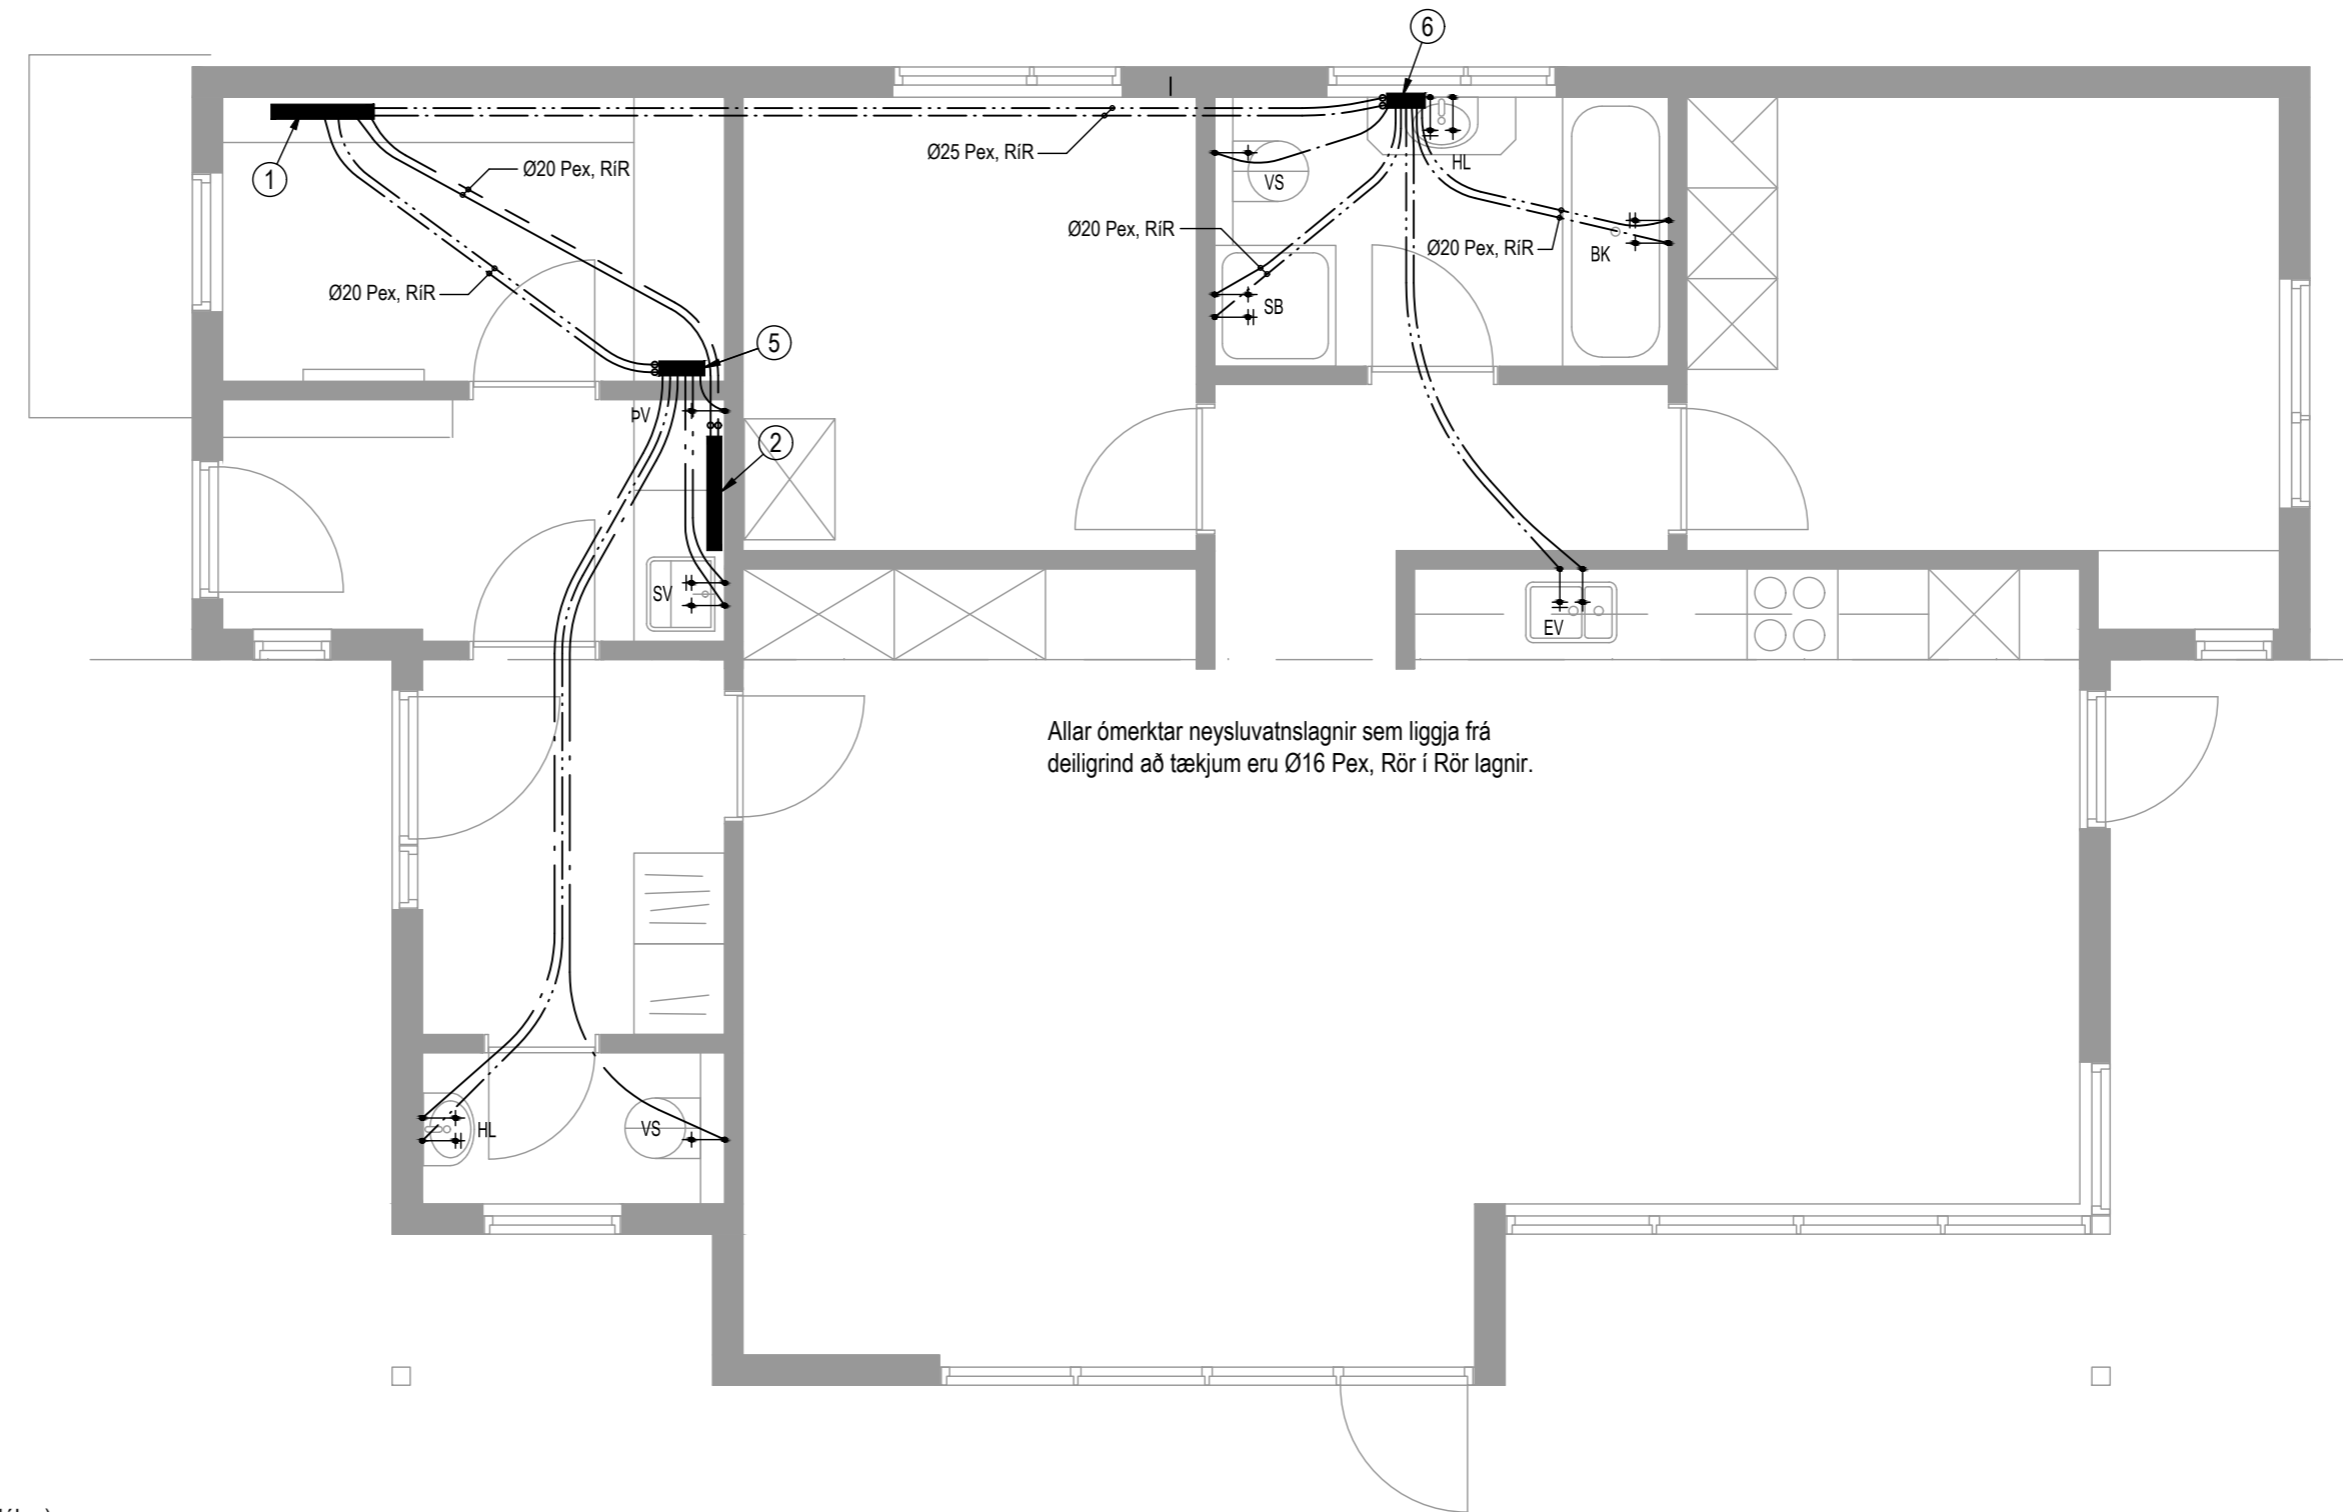 6
1
Ø20 Pex, RíR
Ø25 Pex, RíR
VS
HL
Ø20 Pex, RíR
Ø20 Pex, RíR
BK
Ø20 Pex, RíR
SB
5
ÞV
2
SV
EV
Allar ómerktar neysluvatnslagnir sem liggja frá
deiligrind að tækjum eru Ø16 Pex, Rör í Rör lagnir.
HL
VS